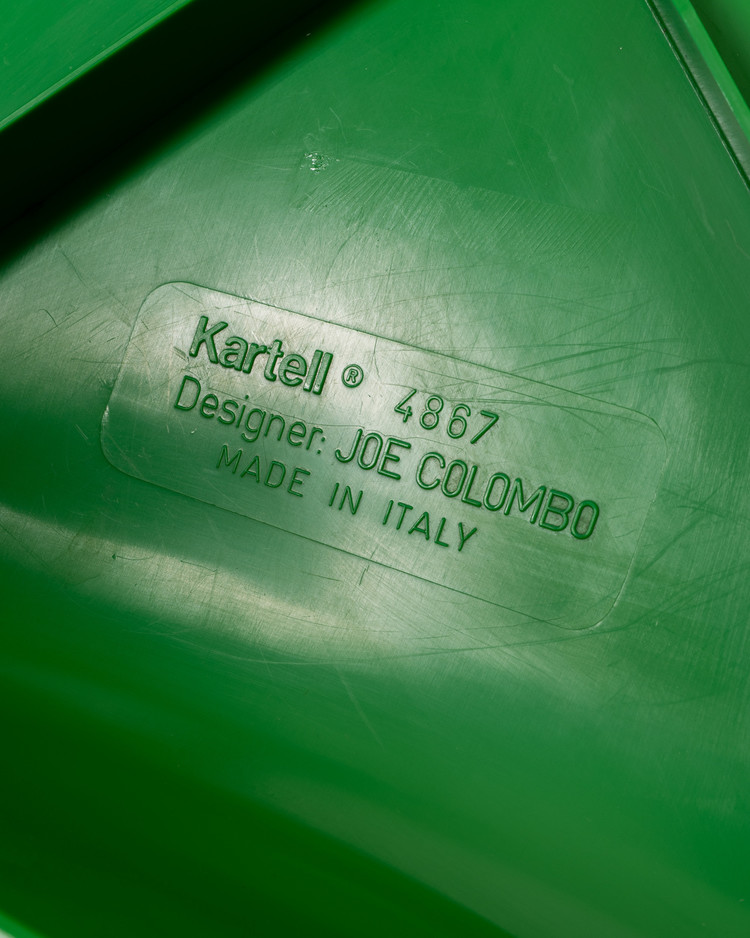 Kartell® 4867
Designer: JOE COLOMBO
MADE IN ITALY